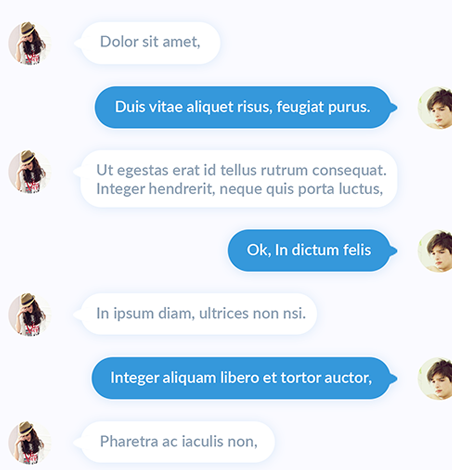 Dolor sit amet,
Duis vitae aliquet risus, feugiat purus.
Ut egestas erat id tellus rutrum consequat.
Integer hendrerit, neque quis porta luctus,
Ok, In dictum felis
In ipsum diam, ultrices non nsi.
Integer aliquam libero et tortor auctor,
Pharetra ac iaculis non,